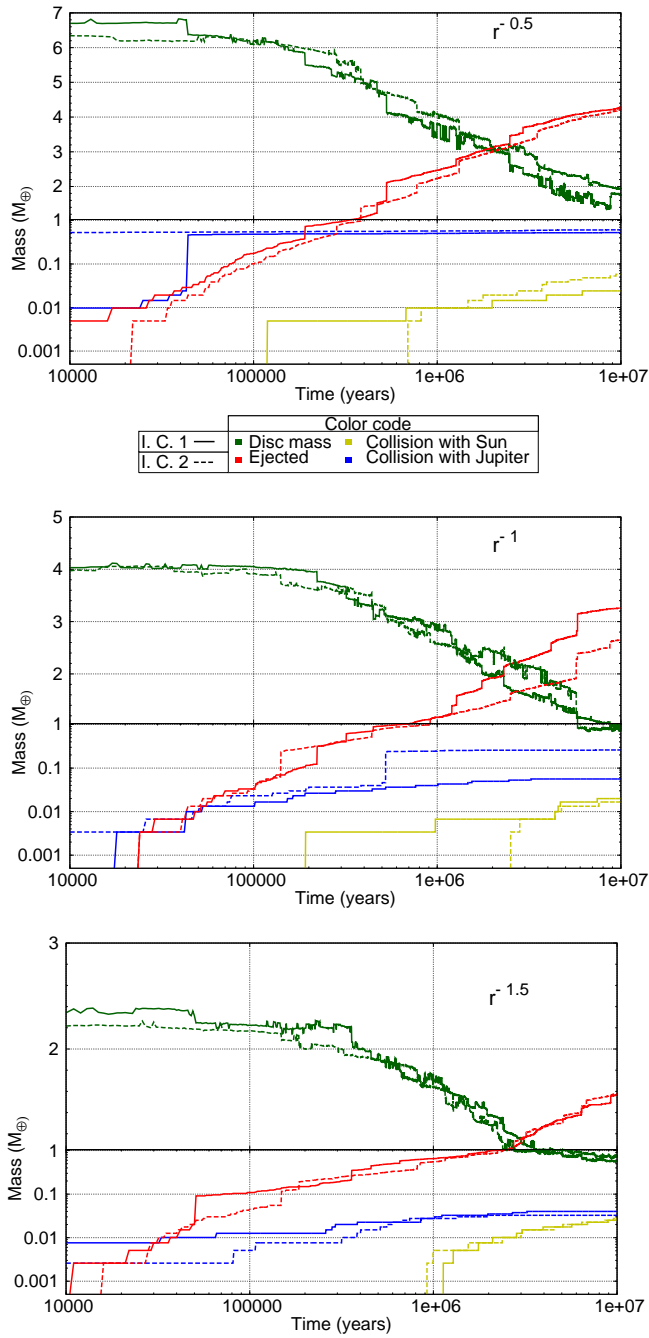 r^-0.5
7
6
5
4
3
2
1
0.1
0.01
0.001
Mass (M⊕)
10000 100000 1e+06 1e+07
Time (years)
Color code
I. C. 1 Disc mass Collision with Sun
I. C. 2 Ejected Collision with Jupiter
r^-1
5
4
3
2
1
0.1
0.01
0.001
Mass (M⊕)
10000 100000 1e+06 1e+07
Time (years)
r^-1.5
3
2
1
0.1
0.01
0.001
Mass (M⊕)
10000 100000 1e+06 1e+07
Time (years)